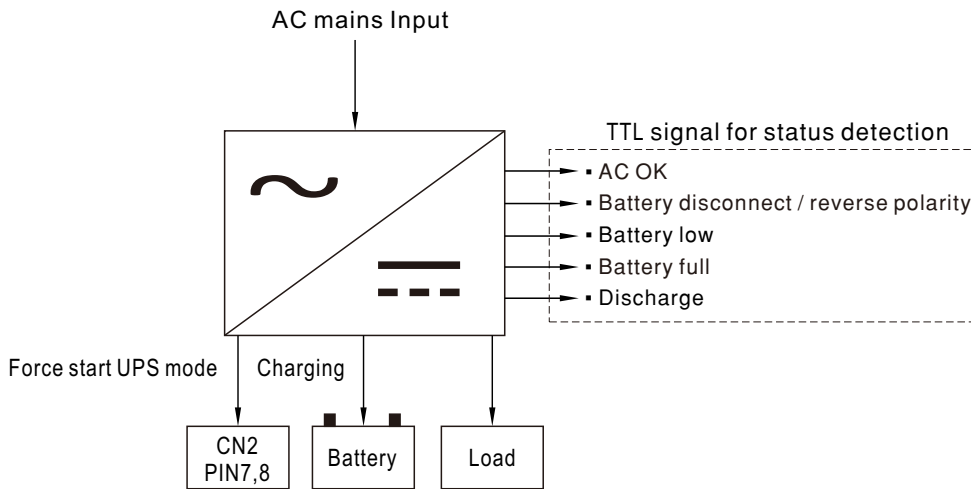 AC mains Input
TTL signal for status detection
▪ AC OK
▪ Battery disconnect / reverse polarity
▪ Battery low
▪ Battery full
▪ Discharge
Force start UPS mode
Charging
CN2
PIN7,8
Battery
Load